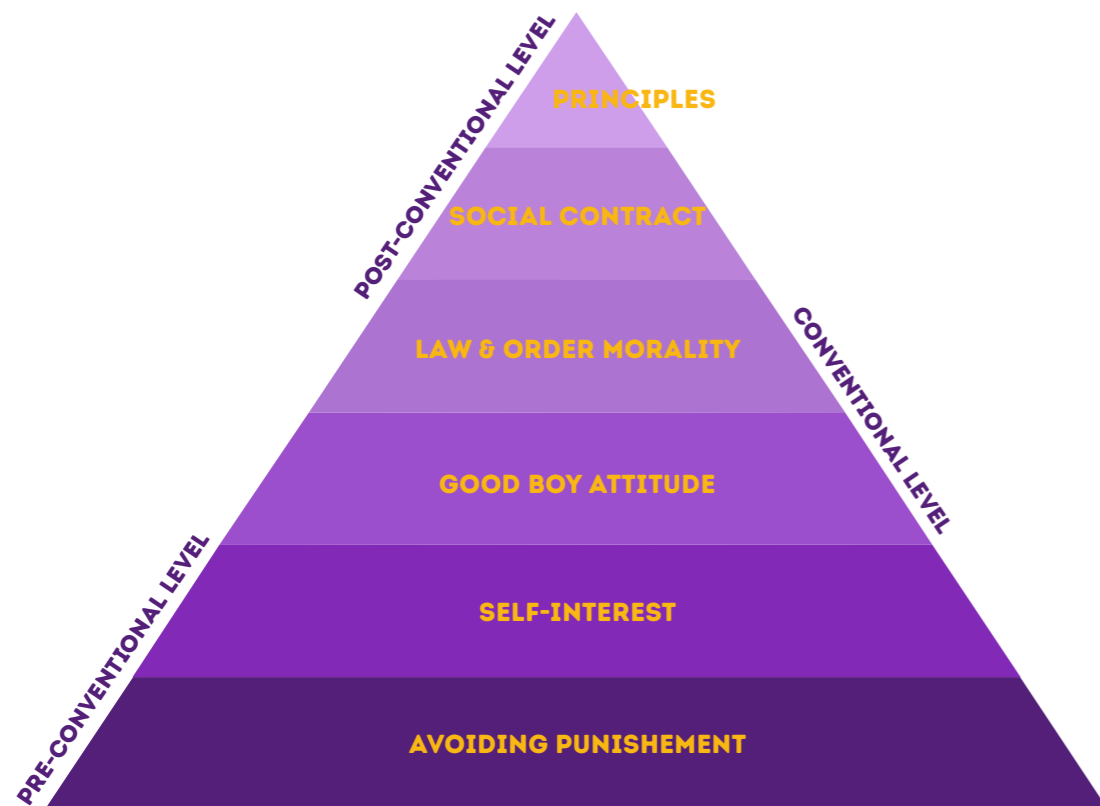 POST-CONVENTIONAL LEVEL
PRINCIPLES
SOCIAL CONTRACT
LAW & ORDER MORALITY
CONVENTIONAL LEVEL
GOOD BOY ATTITUDE
PRE-CONVENTIONAL LEVEL
SELF-INTEREST
AVOIDING PUNISHEMENT